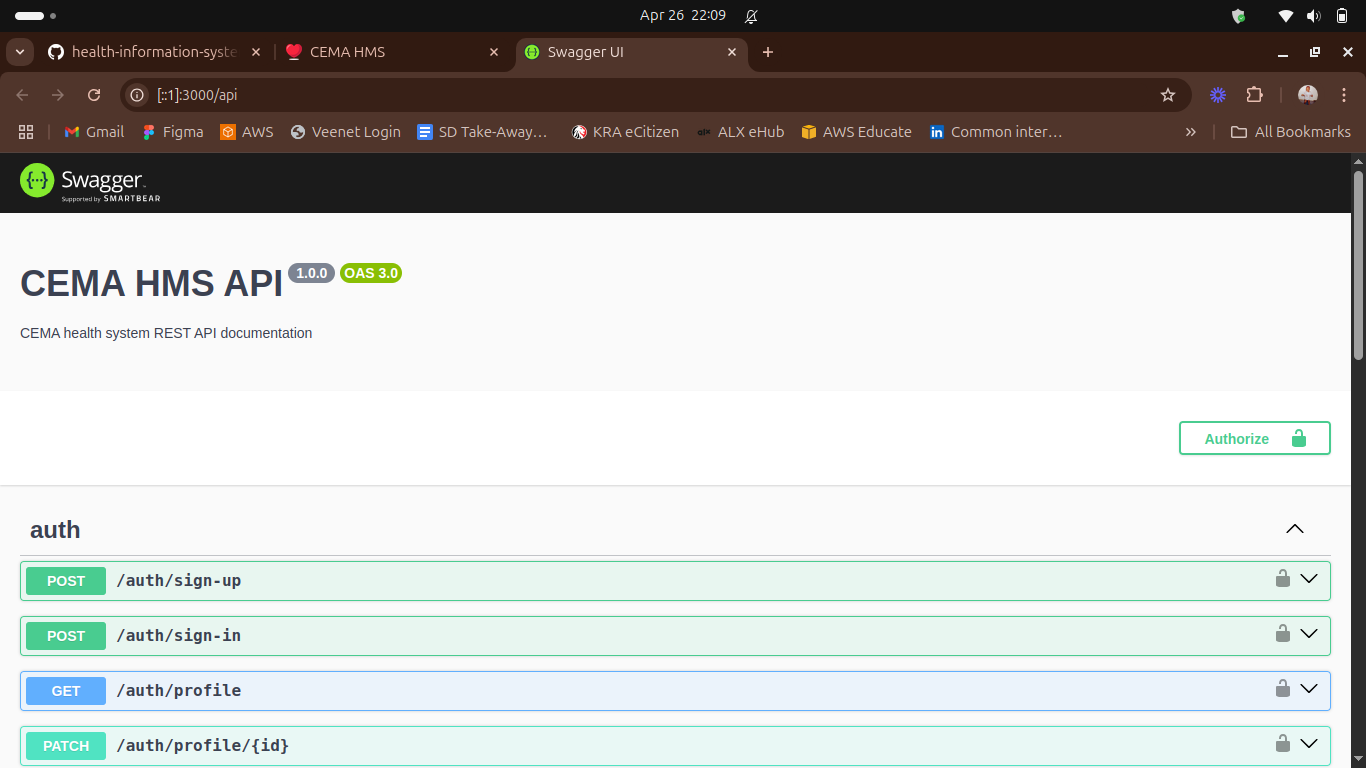 Apr 26 22:09
health-information-syste
CEMA HMS
Swagger UI
[::1]:3000/api
Gmail
Figma
AWS
Veenet Login
SD Take-Away…
KRA eCitizen
alx ALX eHub
AWS Educate
in Common inter…
» All Bookmarks
{···} Swagger
Supported by SMARTBEAR
CEMA HMS API 1.0.0 OAS 3.0
CEMA health system REST API documentation
Authorize
auth
POST /auth/sign-up
POST /auth/sign-in
GET /auth/profile
PATCH /auth/profile/{id}